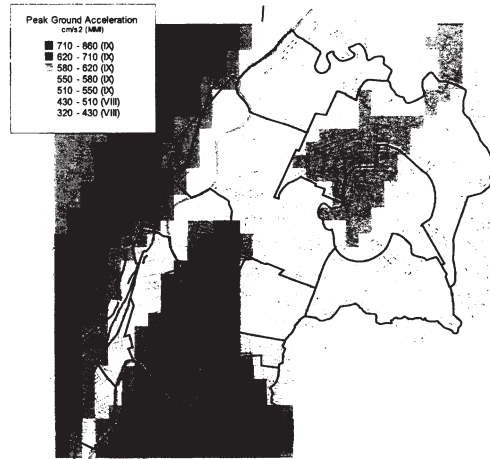 Peak Ground Acceleration
cm/s2 (MMI)
710 - 860 (IX)
620 - 710 (IX)
580 - 620 (IX)
550 - 580 (IX)
510 - 550 (IX)
430 - 510 (VIII)
320 - 430 (VIII)